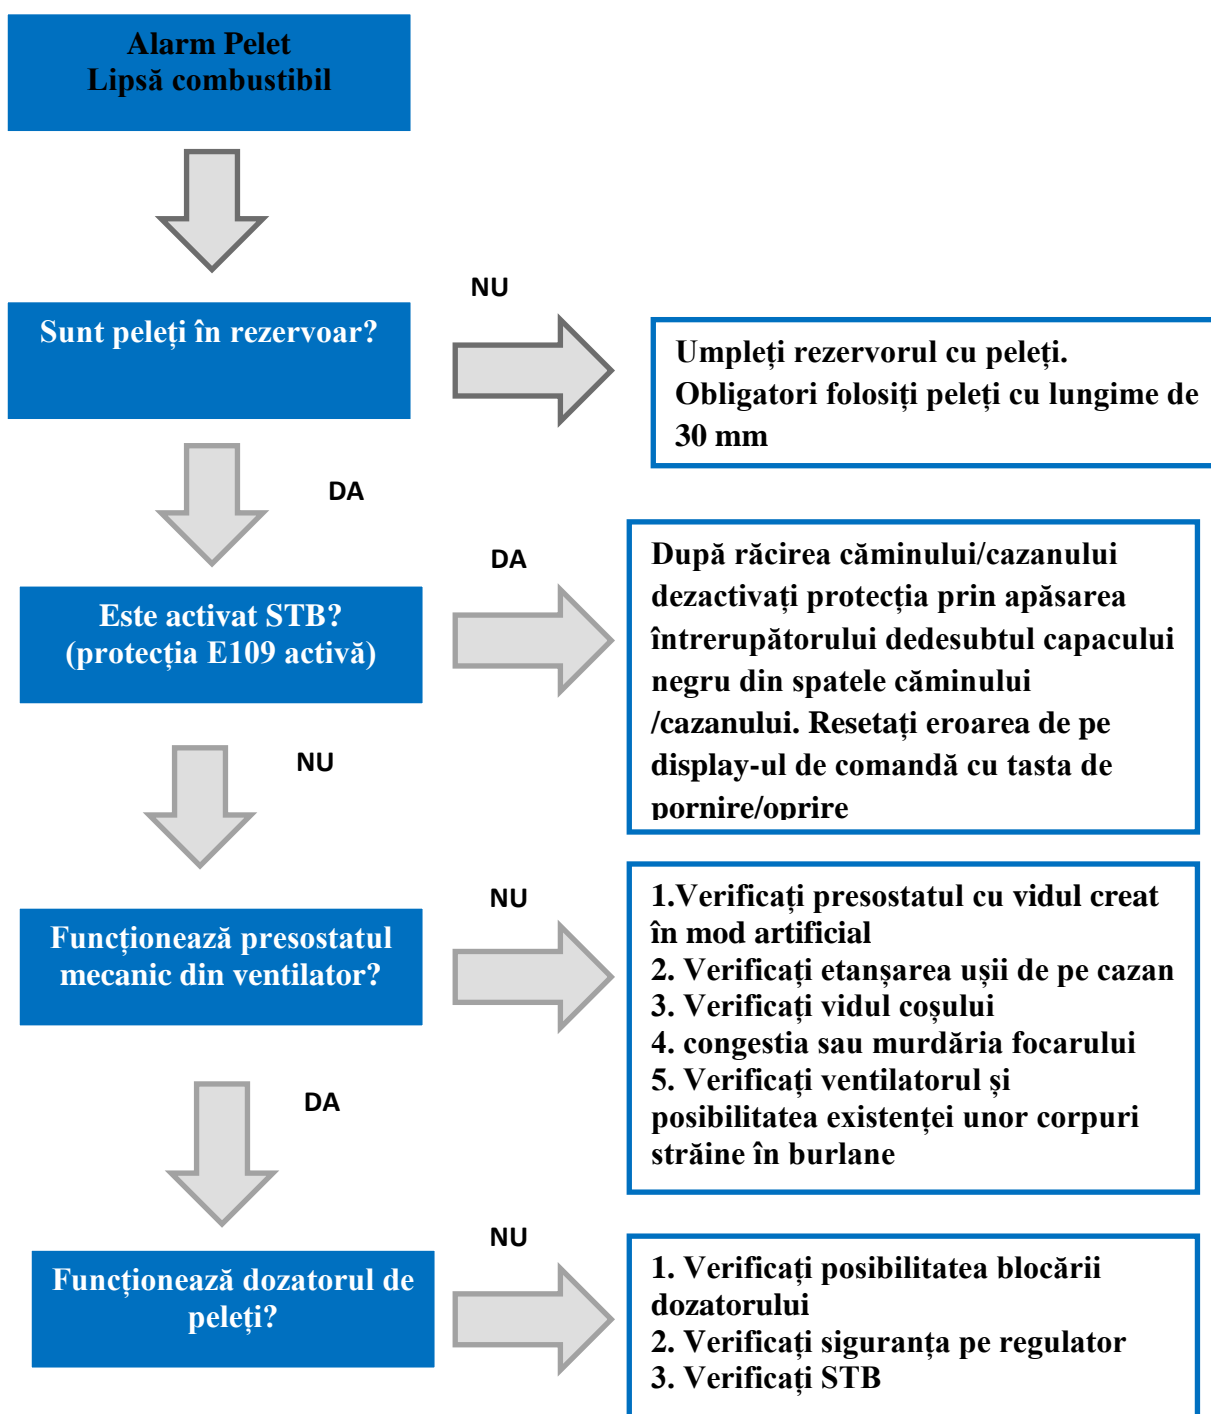 Alarm Pelet
Lipsă combustibil
NU
Sunt peleți în rezervoar?
Umpleți rezervorul cu peleți.
Obligatori folosiți peleți cu lungime de
30 mm
DA
DA
Este activat STB?
(protecția E109 activă)
După răcirea căminului/cazanului
dezactivați protecția prin apăsarea
întrerupătorului dedesubtul capacului
negru din spatele căminului
/cazanului. Resetați eroarea de pe
display-ul de comandă cu tasta de
pornire/oprire
NU
NU
Funcționează presostatul
mecanic din ventilator?
1.Verificați presostatul cu vidul creat
în mod artificial
2. Verificați etanșarea ușii de pe cazan
3. Verificați vidul coșului
4. congestia sau murdăria focarului
5. Verificați ventilatorul și
posibilitatea existenței unor corpuri
străine în burlane
DA
NU
Funcționează dozatorul de
peleți?
1. Verificați posibilitatea blocării
dozatorului
2. Verificați siguranța pe regulator
3. Verificați STB